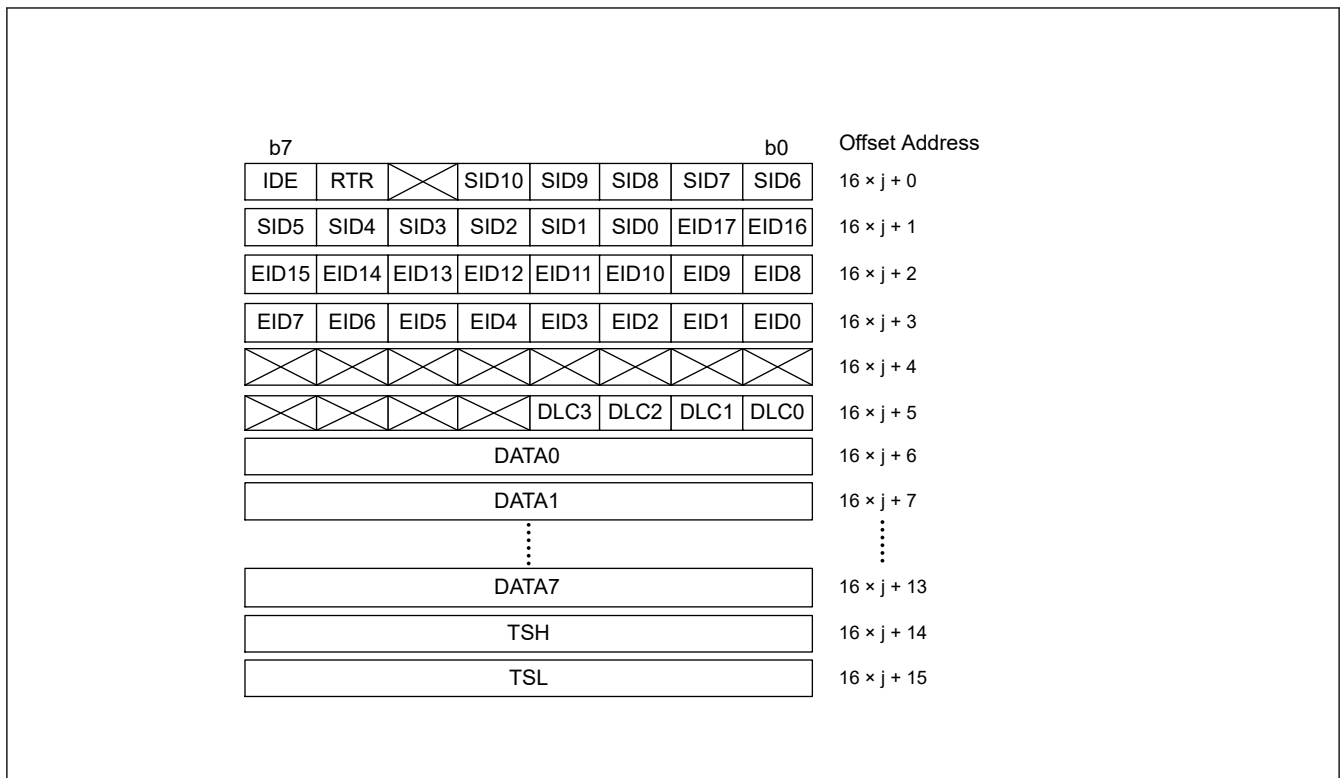 b7 b0 Offset Address
IDE RTR SID10 SID9 SID8 SID7 SID6 16 × j + 0
SID5 SID4 SID3 SID2 SID1 SID0 EID17 EID16 16 × j + 1
EID15 EID14 EID13 EID12 EID11 EID10 EID9 EID8 16 × j + 2
EID7 EID6 EID5 EID4 EID3 EID2 EID1 EID0 16 × j + 3
16 × j + 4
DLC3 DLC2 DLC1 DLC0 16 × j + 5
DATA0 16 × j + 6
DATA1 16 × j + 7
DATA7 16 × j + 13
TSH 16 × j + 14
TSL 16 × j + 15